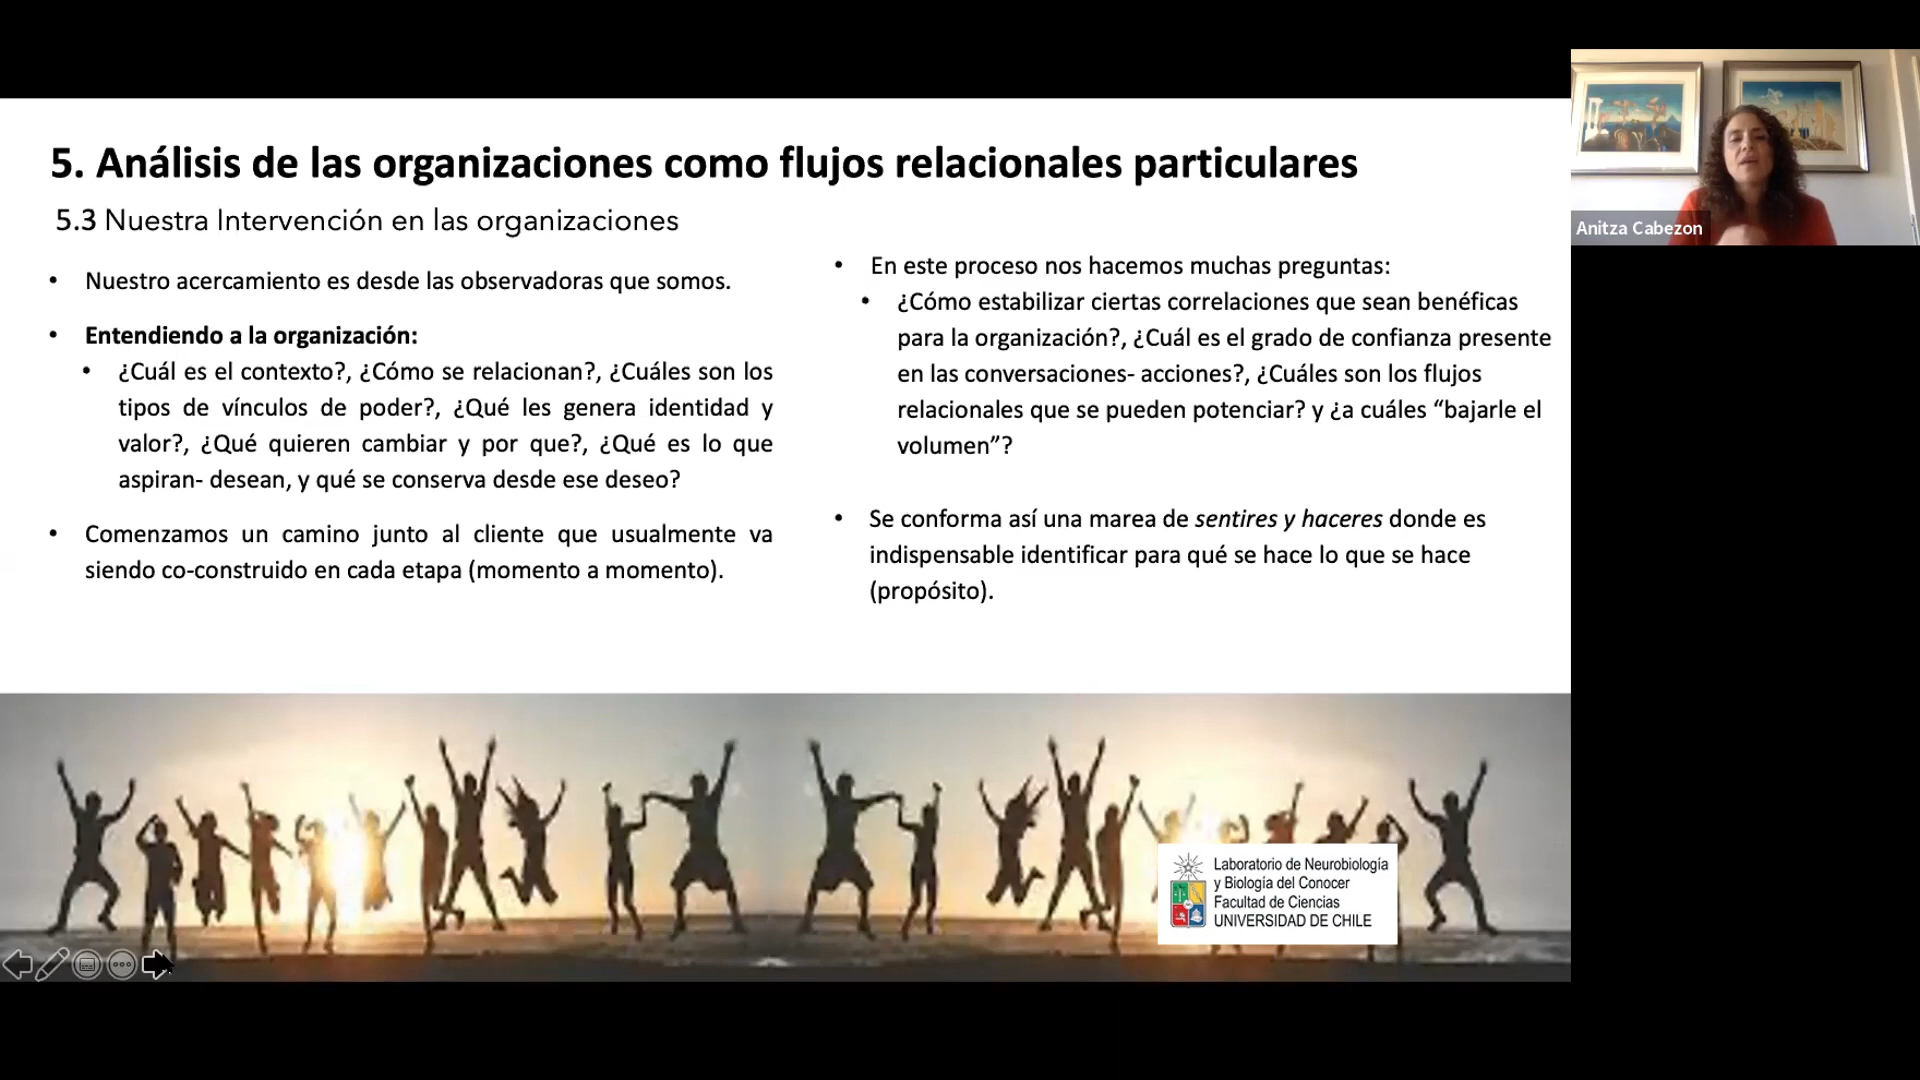 5. Análisis de las organizaciones como flujos relacionales particulares
5.3 Nuestra Intervención en las organizaciones
• Nuestro acercamiento es desde las observadoras que somos.
• Entendiendo a la organización:
• ¿Cuál es el contexto?, ¿Cómo se relacionan?, ¿Cuáles son los
tipos de vínculos de poder?, ¿Qué les genera identidad y
valor?, ¿Qué quieren cambiar y por que?, ¿Qué es lo que
aspiran- desean, y qué se conserva desde ese deseo?
• Comenzamos un camino junto al cliente que usualmente va
siendo co-construido en cada etapa (momento a momento).
• En este proceso nos hacemos muchas preguntas:
• ¿Cómo estabilizar ciertas correlaciones que sean benéficas
para la organización?, ¿Cuál es el grado de confianza presente
en las conversaciones- acciones?, ¿Cuáles son los flujos
relacionales que se pueden potenciar? y ¿a cuáles “bajarle el
volumen”?
• Se conforma así una marea de sentires y haceres donde es
indispensable identificar para qué se hace lo que se hace
(propósito).
Laboratorio de Neurobiología
y Biología del Conocer
Facultad de Ciencias
UNIVERSIDAD DE CHILE
Anitza Cabezon